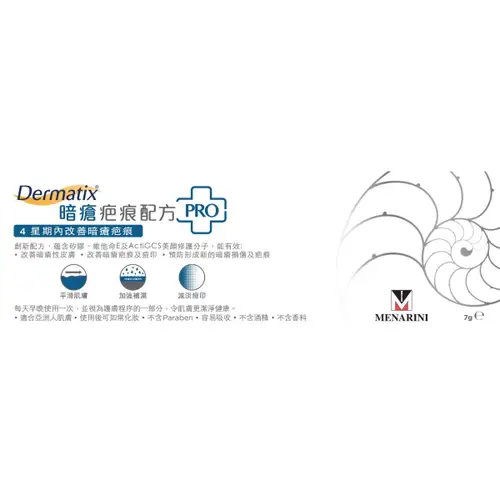 Dermatix®
暗瘡疤痕配方 PRO
4 星期內改善暗瘡疤痕
創新配方、蘊含矽膠、維他命E及ActiGCS美顏修護分子，能有效:
• 改善暗瘡性皮膚 • 改善暗瘡疤痕及痘印 • 預防形成新的暗瘡損傷及疤痕
平滑肌膚 加強補濕 減淡痘印
每天早晚使用一次，並視為護膚程序的一部分，令肌膚更潔淨健康。
• 適合亞洲人肌膚 • 使用後可如常化妝 • 不含Paraben • 容易吸收 • 不含酒精 • 不含香料
MENARINI
7g ℮